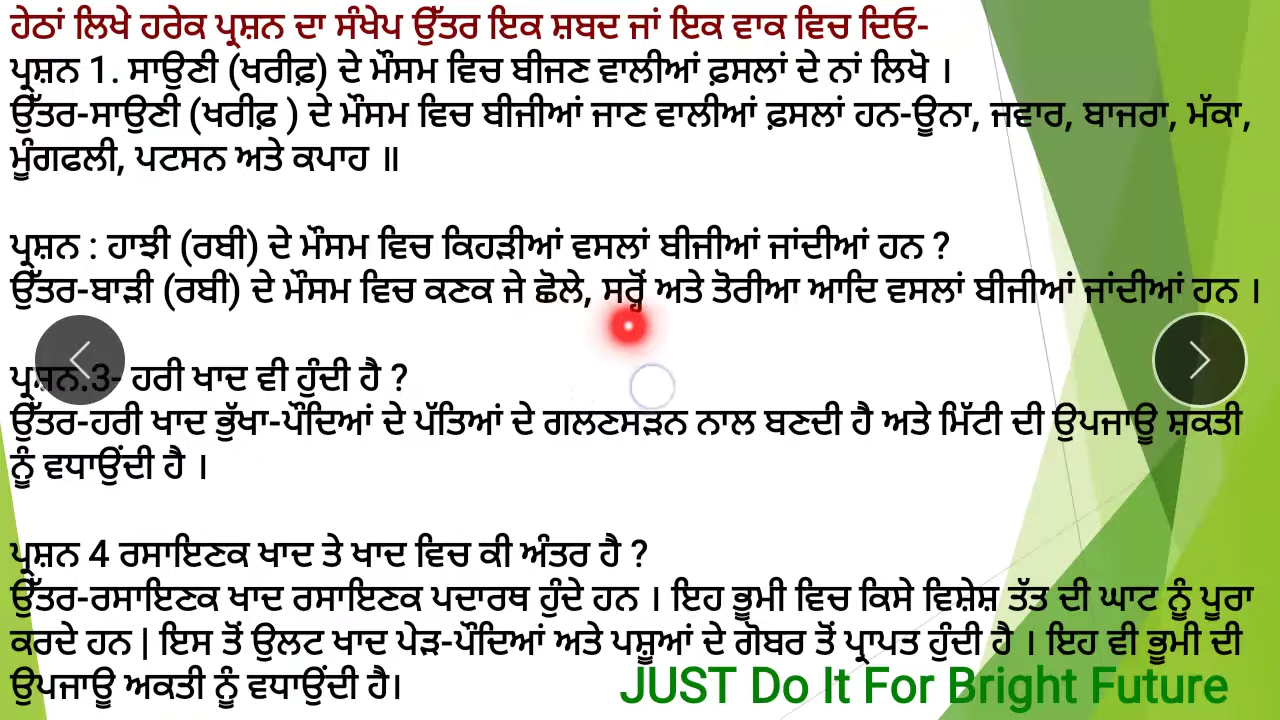 ਹੇਠਾਂ ਲਿਖੇ ਹਰੇਕ ਪ੍ਰਸ਼ਨ ਦਾ ਸੰਖੇਪ ਉੱਤਰ ਇਕ ਸ਼ਬਦ ਜਾਂ ਇਕ ਵਾਕ ਵਿਚ ਦਿਓ-
ਪ੍ਰਸ਼ਨ 1. ਸਾਉਣੀ (ਖਰੀਫ਼) ਦੇ ਮੌਸਮ ਵਿਚ ਬੀਜਣ ਵਾਲੀਆਂ ਫ਼ਸਲਾਂ ਦੇ ਨਾਂ ਲਿਖੋ ।
ਉੱਤਰ-ਸਾਉਣੀ (ਖਰੀਫ਼ ) ਦੇ ਮੌਸਮ ਵਿਚ ਬੀਜੀਆਂ ਜਾਣ ਵਾਲੀਆਂ ਫ਼ਸਲਾਂ ਹਨ-ਊਨਾ, ਜਵਾਰ, ਬਾਜਰਾ, ਮੱਕਾ,
ਮੂੰਗਫਲੀ, ਪਟਸਨ ਅਤੇ ਕਪਾਹ ॥
ਪ੍ਰਸ਼ਨ : ਹਾਝੀ (ਰਬੀ) ਦੇ ਮੌਸਮ ਵਿਚ ਕਿਹੜੀਆਂ ਵਸਲਾਂ ਬੀਜੀਆਂ ਜਾਂਦੀਆਂ ਹਨ ?
ਉੱਤਰ-ਬਾੜੀ (ਰਬੀ) ਦੇ ਮੌਸਮ ਵਿਚ ਕਣਕ ਜੇ ਛੋਲੇ, ਸਰ੍ਹੋਂ ਅਤੇ ਤੋਰੀਆ ਆਦਿ ਵਸਲਾਂ ਬੀਜੀਆਂ ਜਾਂਦੀਆਂ ਹਨ ।
ਪ੍ਰਸ਼ਨ.3- ਹਰੀ ਖਾਦ ਵੀ ਹੁੰਦੀ ਹੈ ?
ਉੱਤਰ-ਹਰੀ ਖਾਦ ਭੁੱਖਾ-ਪੌਦਿਆਂ ਦੇ ਪੱਤਿਆਂ ਦੇ ਗਲਣਸੜਨ ਨਾਲ ਬਣਦੀ ਹੈ ਅਤੇ ਮਿੱਟੀ ਦੀ ਉਪਜਾਊ ਸ਼ਕਤੀ
ਨੂੰ ਵਧਾਉਂਦੀ ਹੈ ।
ਪ੍ਰਸ਼ਨ 4 ਰਸਾਇਣਕ ਖਾਦ ਤੇ ਖਾਦ ਵਿਚ ਕੀ ਅੰਤਰ ਹੈ ?
ਉੱਤਰ-ਰਸਾਇਣਕ ਖਾਦ ਰਸਾਇਣਕ ਪਦਾਰਥ ਹੁੰਦੇ ਹਨ । ਇਹ ਭੂਮੀ ਵਿਚ ਕਿਸੇ ਵਿਸ਼ੇਸ਼ ਤੱਤ ਦੀ ਘਾਟ ਨੂੰ ਪੂਰਾ
ਕਰਦੇ ਹਨ | ਇਸ ਤੋਂ ਉਲਟ ਖਾਦ ਪੇੜ-ਪੌਦਿਆਂ ਅਤੇ ਪਸ਼ੂਆਂ ਦੇ ਗੋਬਰ ਤੋਂ ਪ੍ਰਾਪਤ ਹੁੰਦੀ ਹੈ । ਇਹ ਵੀ ਭੂਮੀ ਦੀ
ਉਪਜਾਊ ਅਕਤੀ ਨੂੰ ਵਧਾਉਂਦੀ ਹੈ।
JUST Do It For Bright Future